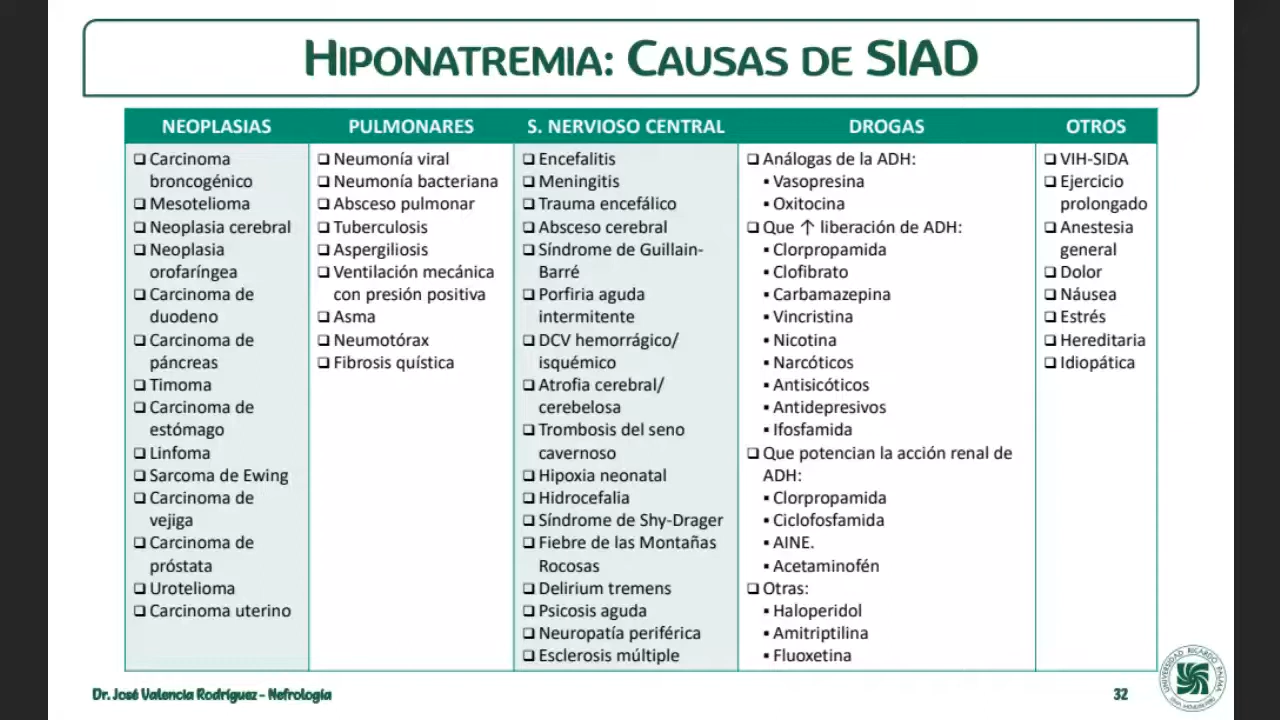 HIPONATREMIA: CAUSAS DE SIAD
NEOPLASIAS
❑ Carcinoma
broncogénico
❑ Mesotelioma
❑ Neoplasia cerebral
❑ Neoplasia
orofaríngea
❑ Carcinoma de
duodeno
❑ Carcinoma de
páncreas
❑ Timoma
❑ Carcinoma de
estómago
❑ Linfoma
❑ Sarcoma de Ewing
❑ Carcinoma de
vejiga
❑ Carcinoma de
próstata
❑ Urotelioma
❑ Carcinoma uterino
PULMONARES
❑ Neumonía viral
❑ Neumonía bacteriana
❑ Absceso pulmonar
❑ Tuberculosis
❑ Aspergiliosis
❑ Ventilación mecánica
con presión positiva
❑ Asma
❑ Neumotórax
❑ Fibrosis quística
S. NERVIOSO CENTRAL
❑ Encefalitis
❑ Meningitis
❑ Trauma encefálico
❑ Absceso cerebral
❑ Síndrome de Guillain-
Barré
❑ Porfiria aguda
intermitente
❑ DCV hemorrágico/
isquémico
❑ Atrofia cerebral/
cerebelosa
❑ Trombosis del seno
cavernoso
❑ Hipoxia neonatal
❑ Hidrocefalia
❑ Síndrome de Shy-Drager
❑ Fiebre de las Montañas
Rocosas
❑ Delirium tremens
❑ Psicosis aguda
❑ Neuropatía periférica
❑ Esclerosis múltiple
DROGAS
❑ Análogas de la ADH:
▪ Vasopresina
▪ Oxitocina
❑ Que ↑ liberación de ADH:
▪ Clorpropamida
▪ Clofibrato
▪ Carbamazepina
▪ Vincristina
▪ Nicotina
▪ Narcóticos
▪ Antisicóticos
▪ Antidepresivos
▪ Ifosfamida
❑ Que potencian la acción renal de
ADH:
▪ Clorpropamida
▪ Ciclofosfamida
▪ AINE.
▪ Acetaminofén
❑ Otras:
▪ Haloperidol
▪ Amitriptilina
▪ Fluoxetina
OTROS
❑ VIH-SIDA
❑ Ejercicio
prolongado
❑ Anestesia
general
❑ Dolor
❑ Náusea
❑ Estrés
❑ Hereditaria
❑ Idiopática
Dr. José Valencia Rodríguez - Nefrología
32
UNIVERSIDAD RICARDO PALMA